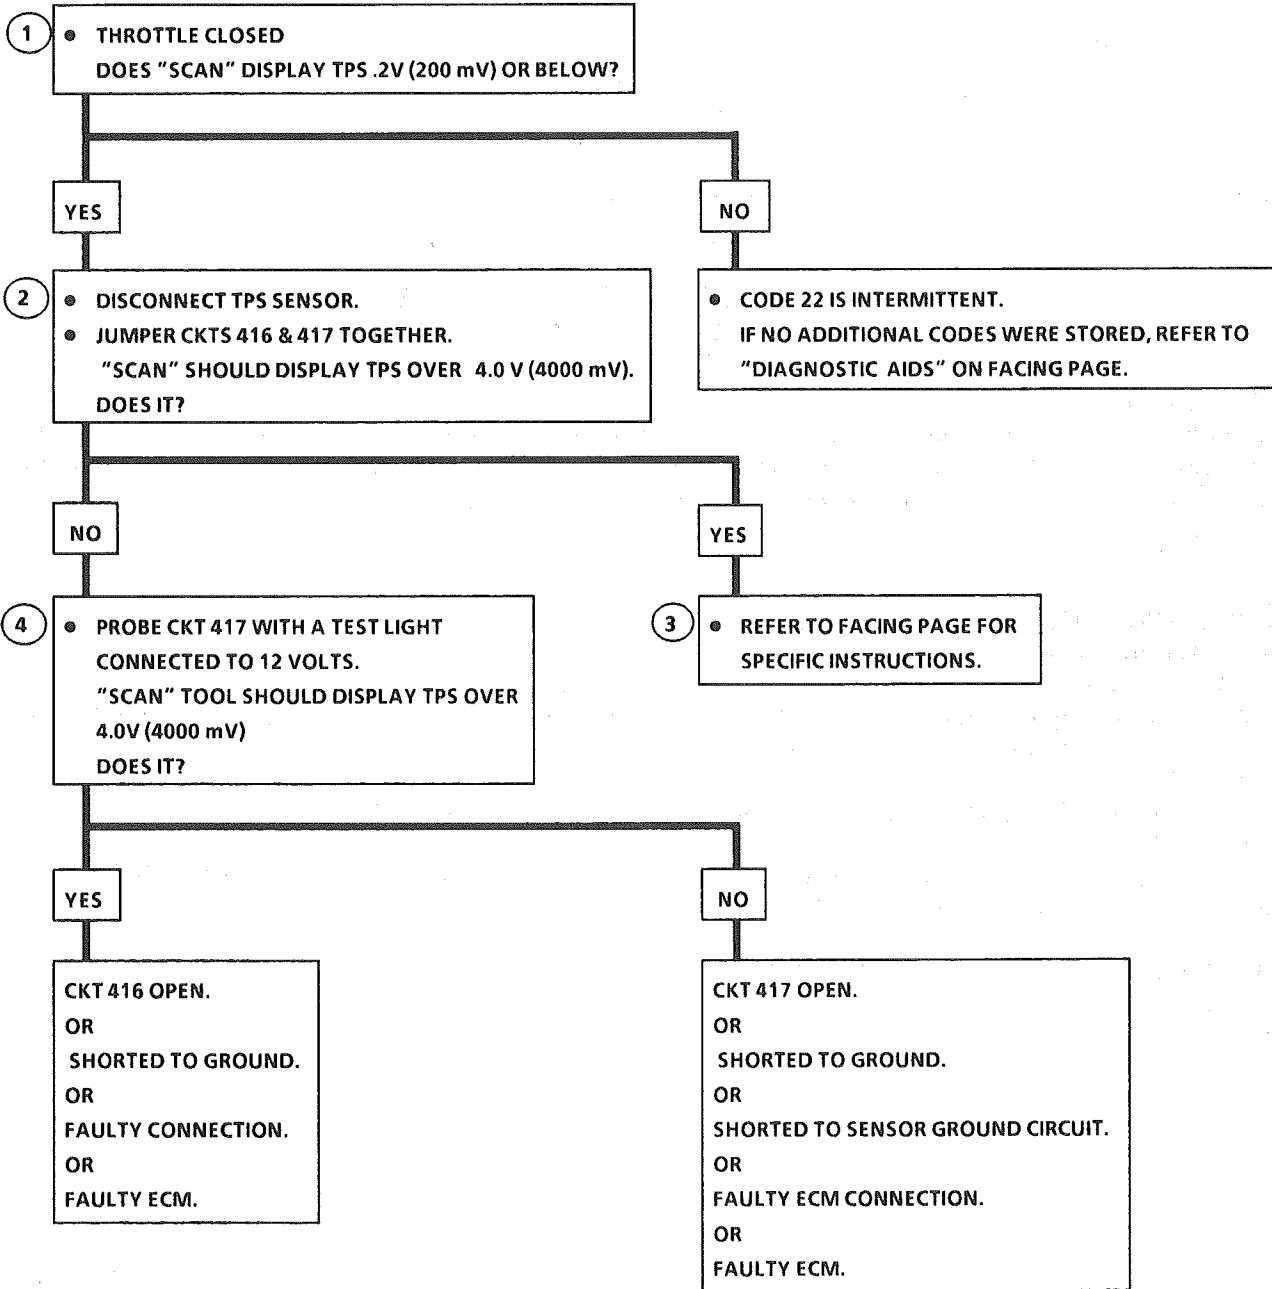 1
● THROTTLE CLOSED
DOES "SCAN" DISPLAY TPS .2V (200 mV) OR BELOW?
YES
NO
2
● DISCONNECT TPS SENSOR.
● JUMPER CKTS 416 & 417 TOGETHER.
"SCAN" SHOULD DISPLAY TPS OVER 4.0 V (4000 mV).
DOES IT?
● CODE 22 IS INTERMITTENT.
IF NO ADDITIONAL CODES WERE STORED, REFER TO
"DIAGNOSTIC AIDS" ON FACING PAGE.
NO
YES
4
● PROBE CKT 417 WITH A TEST LIGHT
CONNECTED TO 12 VOLTS.
"SCAN" TOOL SHOULD DISPLAY TPS OVER
4.0V (4000 mV)
DOES IT?
3
● REFER TO FACING PAGE FOR
SPECIFIC INSTRUCTIONS.
YES
NO
CKT 416 OPEN.
OR
SHORTED TO GROUND.
OR
FAULTY CONNECTION.
OR
FAULTY ECM.
CKT 417 OPEN.
OR
SHORTED TO GROUND.
OR
SHORTED TO SENSOR GROUND CIRCUIT.
OR
FAULTY ECM CONNECTION.
OR
FAULTY ECM.